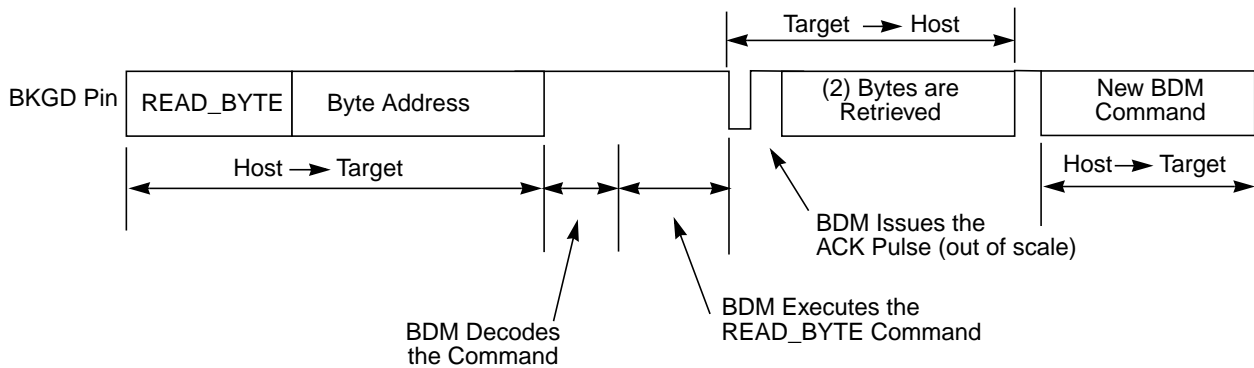 Target → Host
BKGD Pin
READ_BYTE
Byte Address
(2) Bytes are
Retrieved
New BDM
Command
Host → Target
Host → Target
BDM Issues the
ACK Pulse (out of scale)
BDM Decodes
the Command
BDM Executes the
READ_BYTE Command